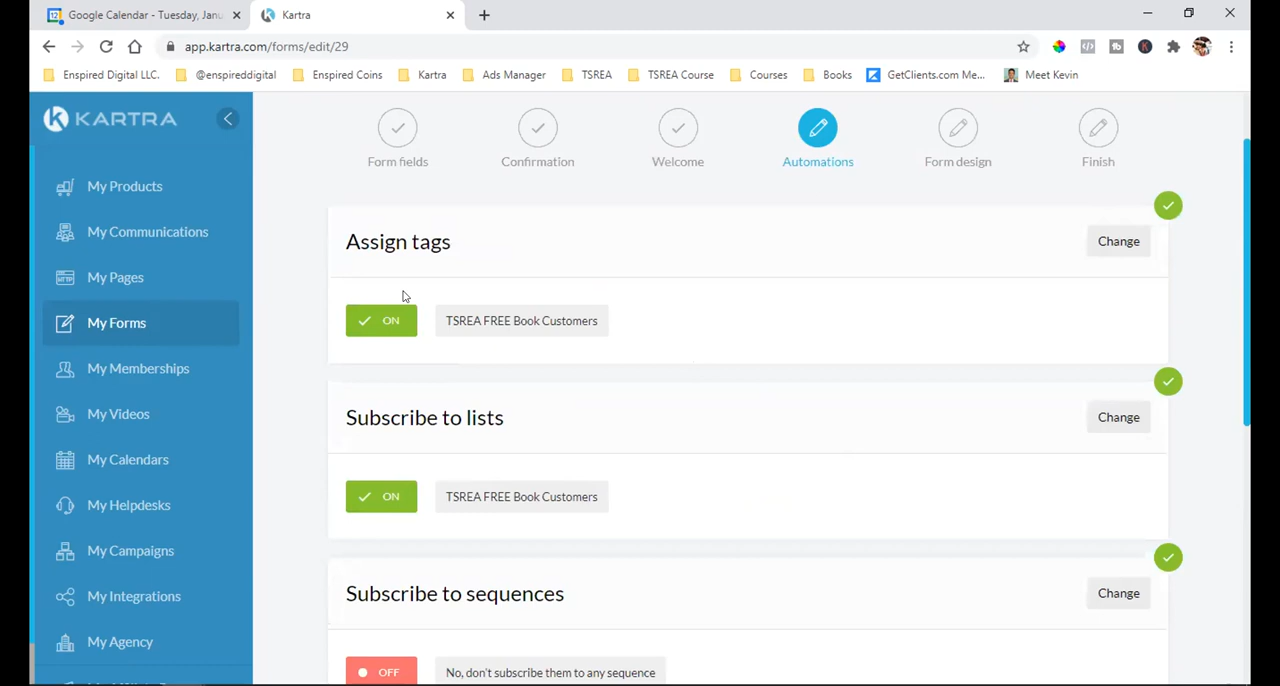 Google Calendar - Tuesday, Janu
Kartra
app.kartra.com/forms/edit/29
Enspired Digital LLC.
@enspireddigital
Enspired Coins
Kartra
Ads Manager
TSREA
TSREA Course
Courses
Books
GetClients.com Me...
Meet Kevin
KARTRA
My Products
My Communications
My Pages
My Forms
My Memberships
My Videos
My Calendars
My Helpdesks
My Campaigns
My Integrations
My Agency
Form fields
Confirmation
Welcome
Automations
Form design
Finish
Assign tags
Change
ON
TSREA FREE Book Customers
Subscribe to lists
Change
ON
TSREA FREE Book Customers
Subscribe to sequences
Change
OFF
No, don't subscribe them to any sequence